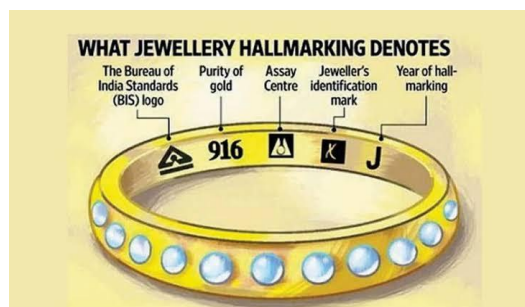 WHAT JEWELLERY HALLMARKING DENOTES
The Bureau of
India Standards
(BIS) logo
Purity of
gold
Assay
Centre
Jeweller's
identification
mark
Year of hall-
marking
916
K
J